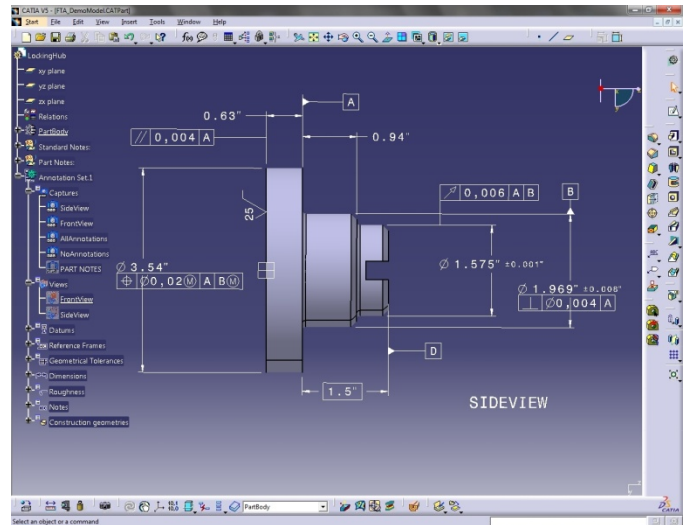 CATIA V5 - [FTA_DemoModel.CATPart]
Start File Edit View Insert Tools Window Help
LockingHub
xy plane
yz plane
zx plane
Relations
PartBody
Standard Notes:
Part Notes:
Annotation Set.1
Captures
SideView
FrontView
AllAnnotations
NoAnnotations
PART NOTES
Views
FrontView
SideView
Datums
Reference Frames
Geometrical Tolerances
Dimensions
Roughness
Notes
Construction geometries
A
0.63"
// 0,004 A
0.94"
0,006 A B
B
25
Ø 3.54"
Ø0,02Ⓜ A BⓂ
Ø 1.575" ±0.001"
Ø 1.969" ±0.008"
⊥ Ø0,004 A
D
1.5"
SIDEVIEW
PartBody
CATIA
Select an object or a command